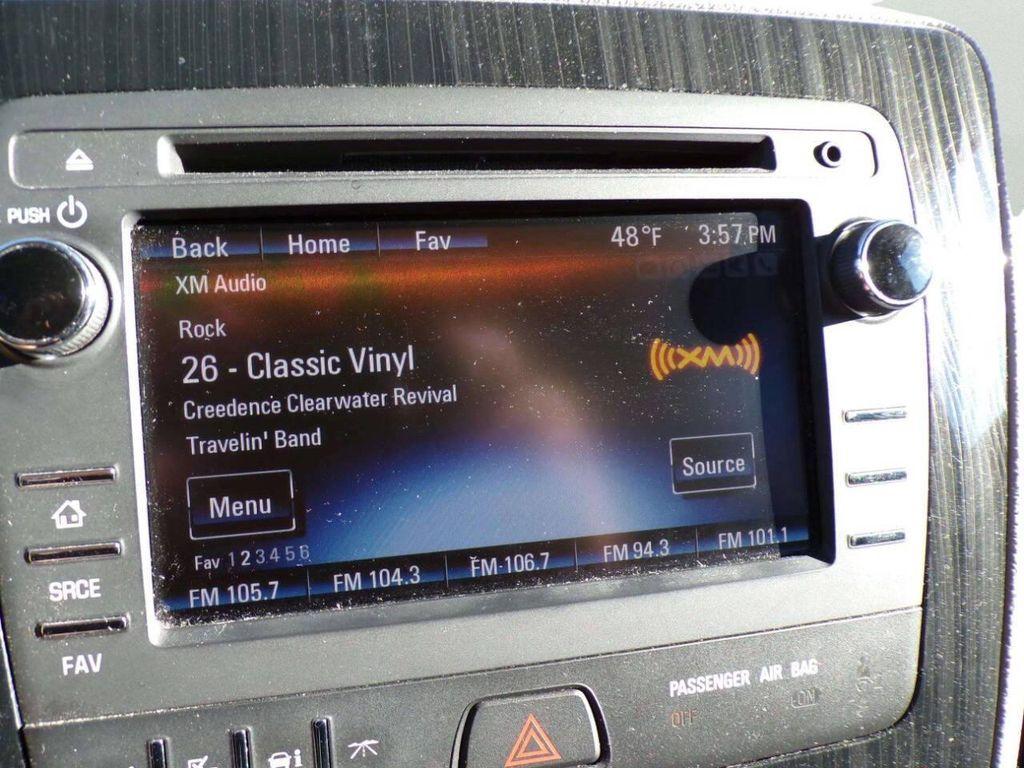 PUSH
Back Home Fav 48°F 3:57 PM
XM Audio
Rock
26 - Classic Vinyl
XM
Creedence Clearwater Revival
Travelin' Band
Menu
Source
Fav 1 2 3 4 5 6
FM 105.7 FM 104.3 FM 106.7 FM 94.3 FM 101.1
SRCE
FAV
PASSENGER AIR BAG
OFF
ON